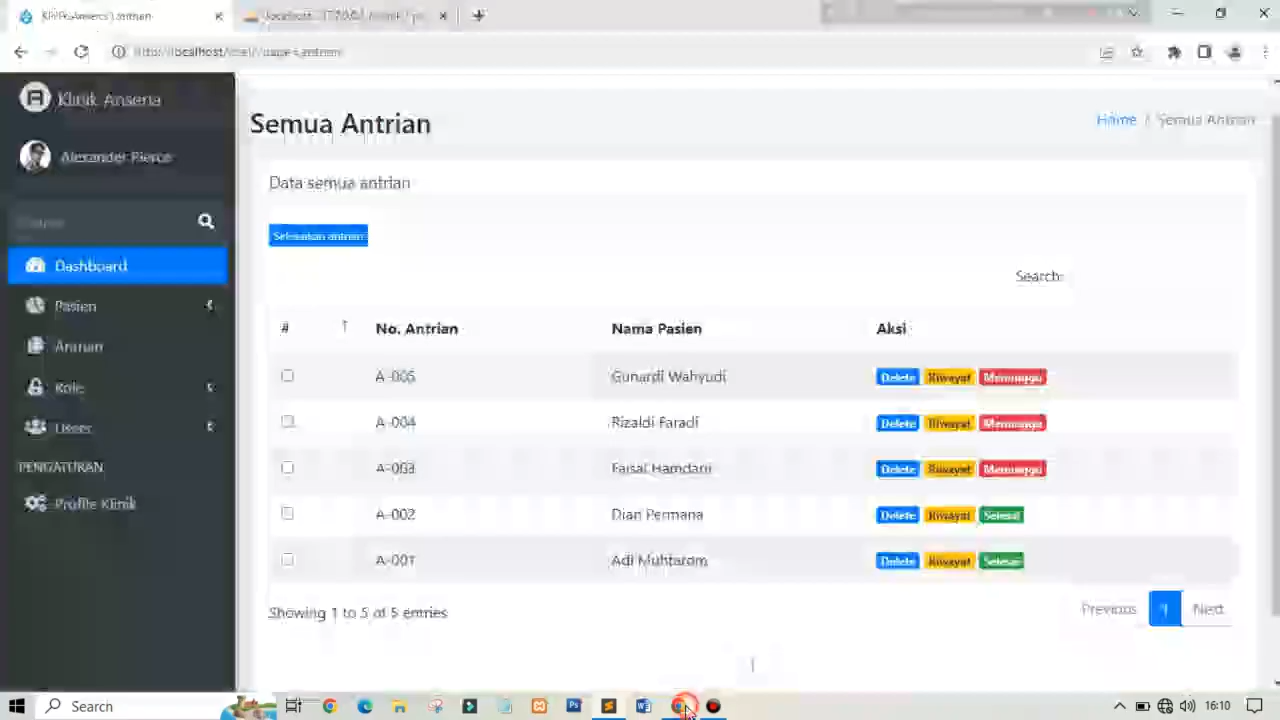 Klinik Anseria
Alexander Pierce
Dashboard
Pasien
Antrian
Role
User
PENGATURAN
Profile Klinik
Semua Antrian
Home / Semua Antrian
Data semua antrian
Selesaikan antrian
Search:
# No. Antrian Nama Pasien Aksi
A-005 Gunardi Wahyudi Delete Riwayat Menunggu
A-004 Rizaldi Faradi Delete Riwayat Menunggu
A-003 Faisal Hamdani Delete Riwayat Menunggu
A-002 Dian Permana Delete Riwayat Selesai
A-001 Adi Muhtarom Delete Riwayat Selesai
Showing 1 to 5 of 5 entries
Previous 1 Next
Search
16:10